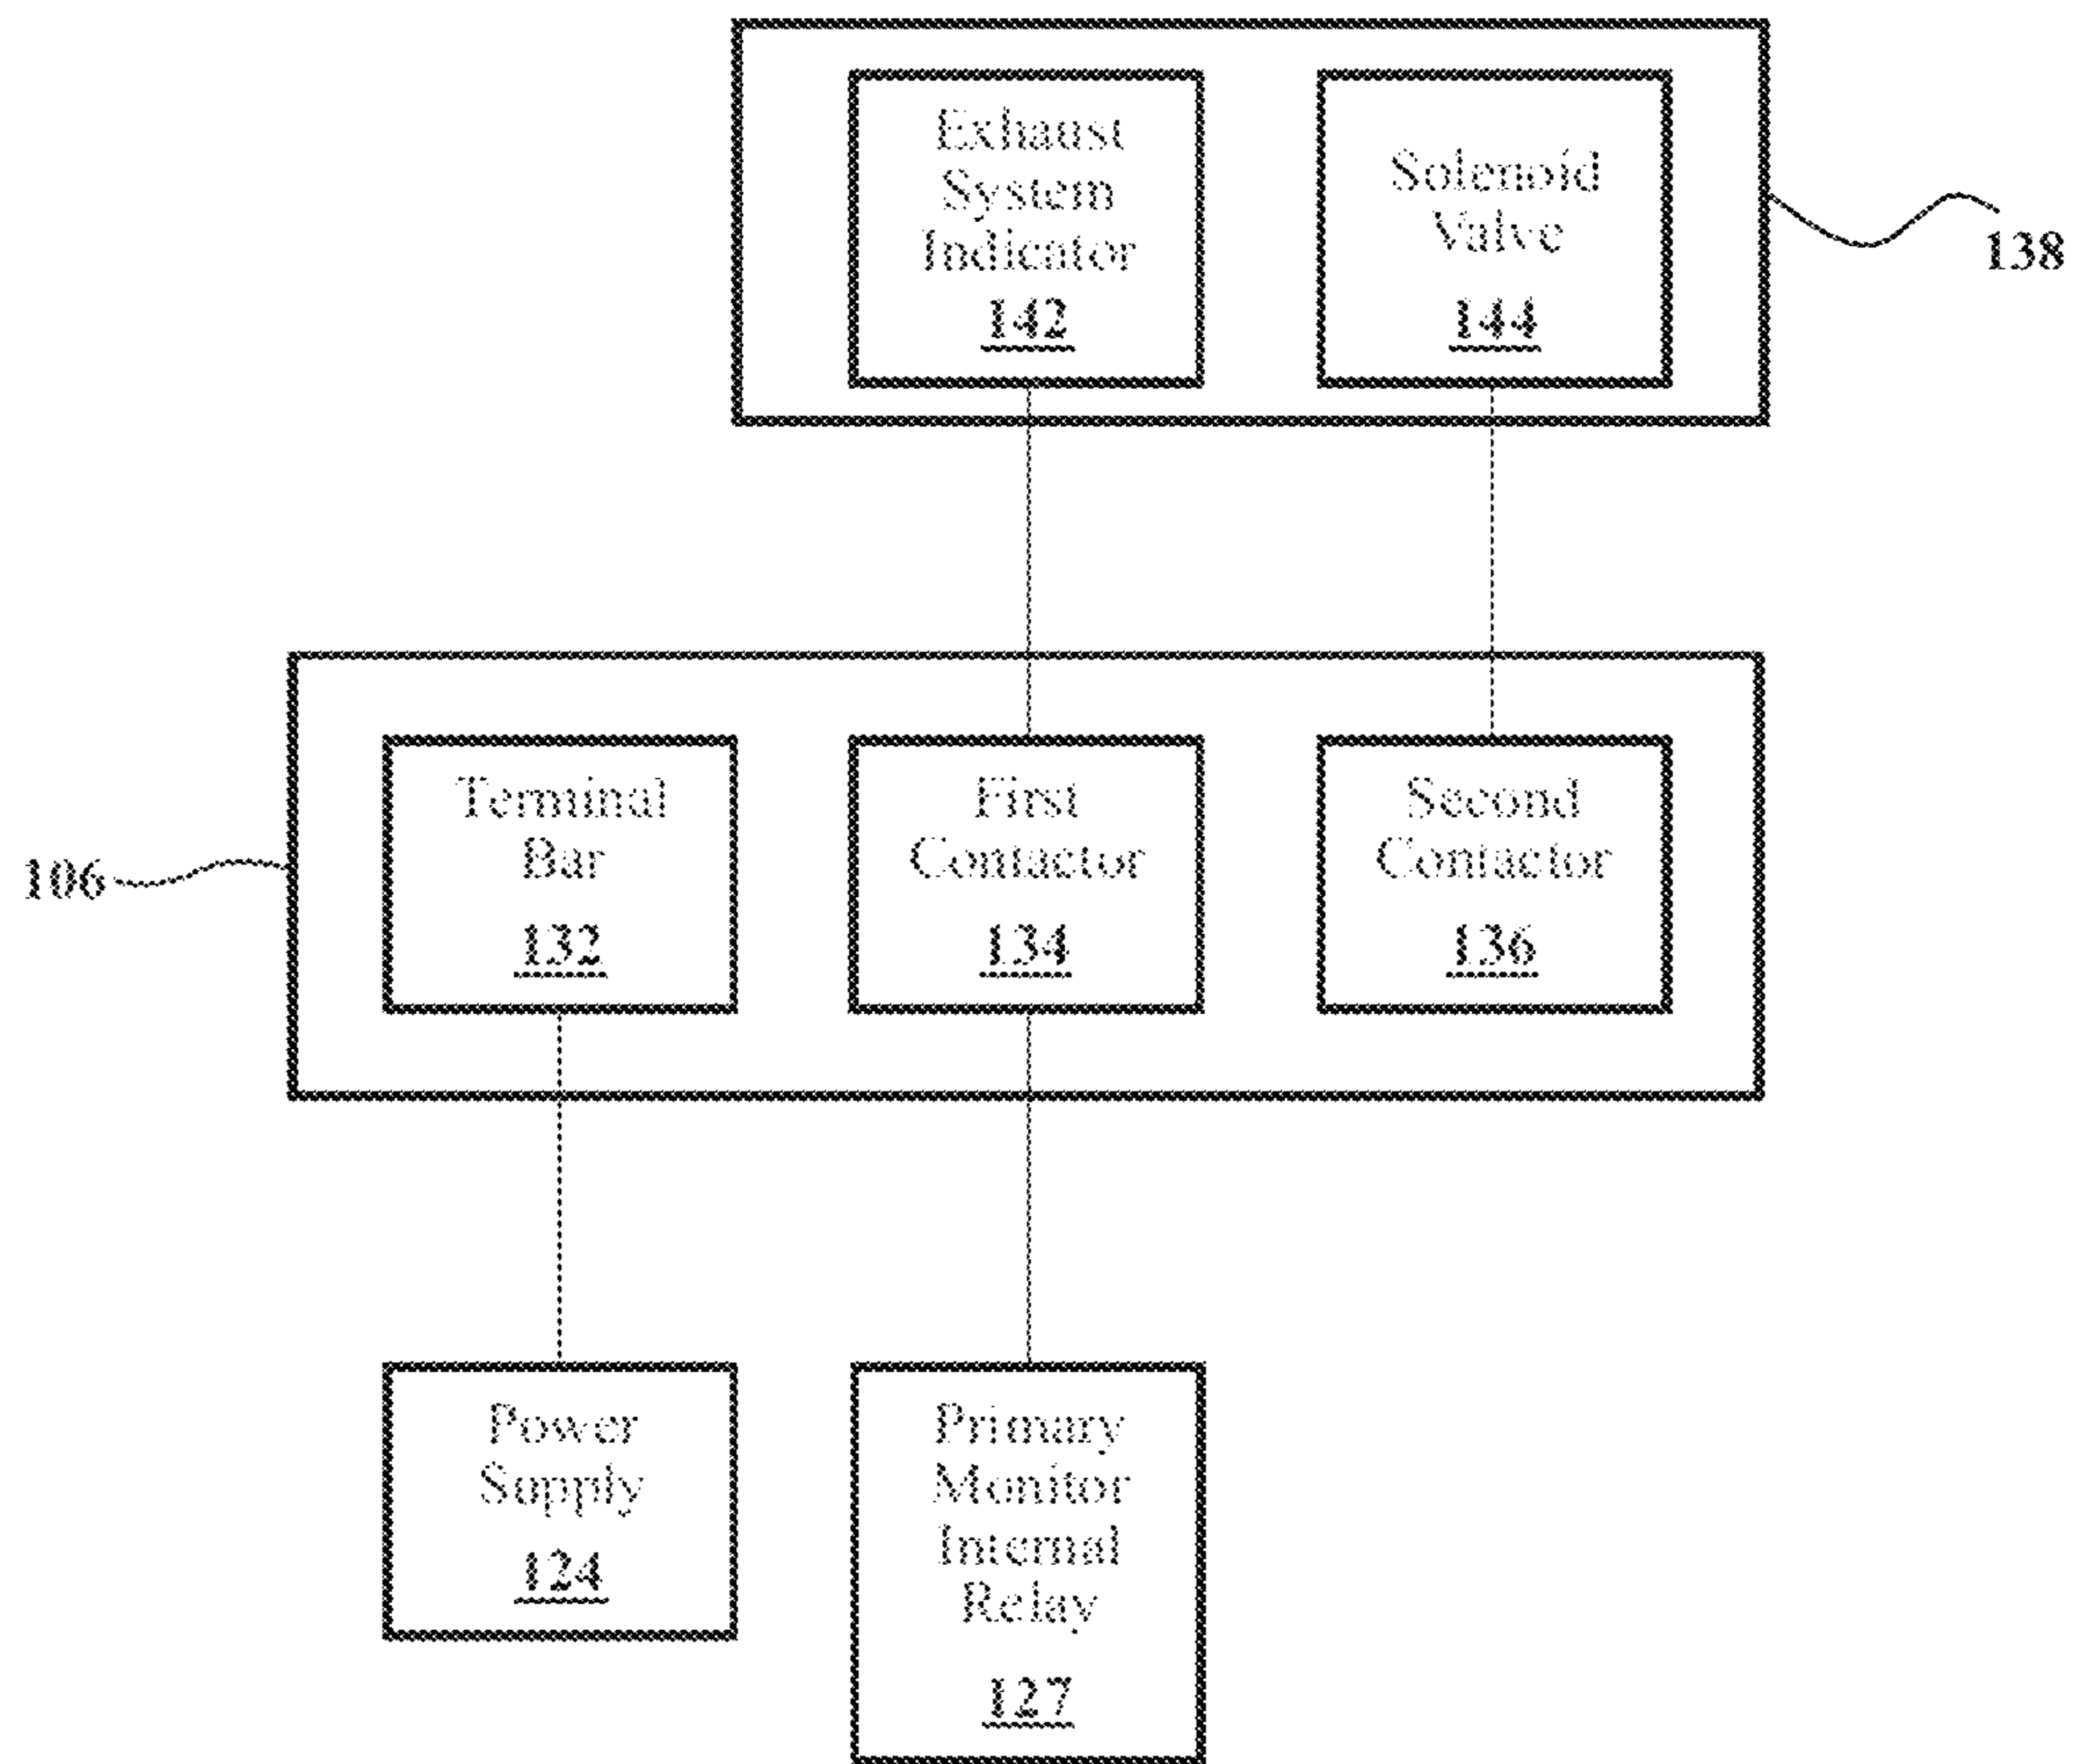 Exhaust
System
Indicator
142
Solenoid
Valve
144
138
Terminal
Bar
132
First
Contactor
134
Second
Contactor
136
106
Power
Supply
124
Primary
Monitor
Internal
Relay
127